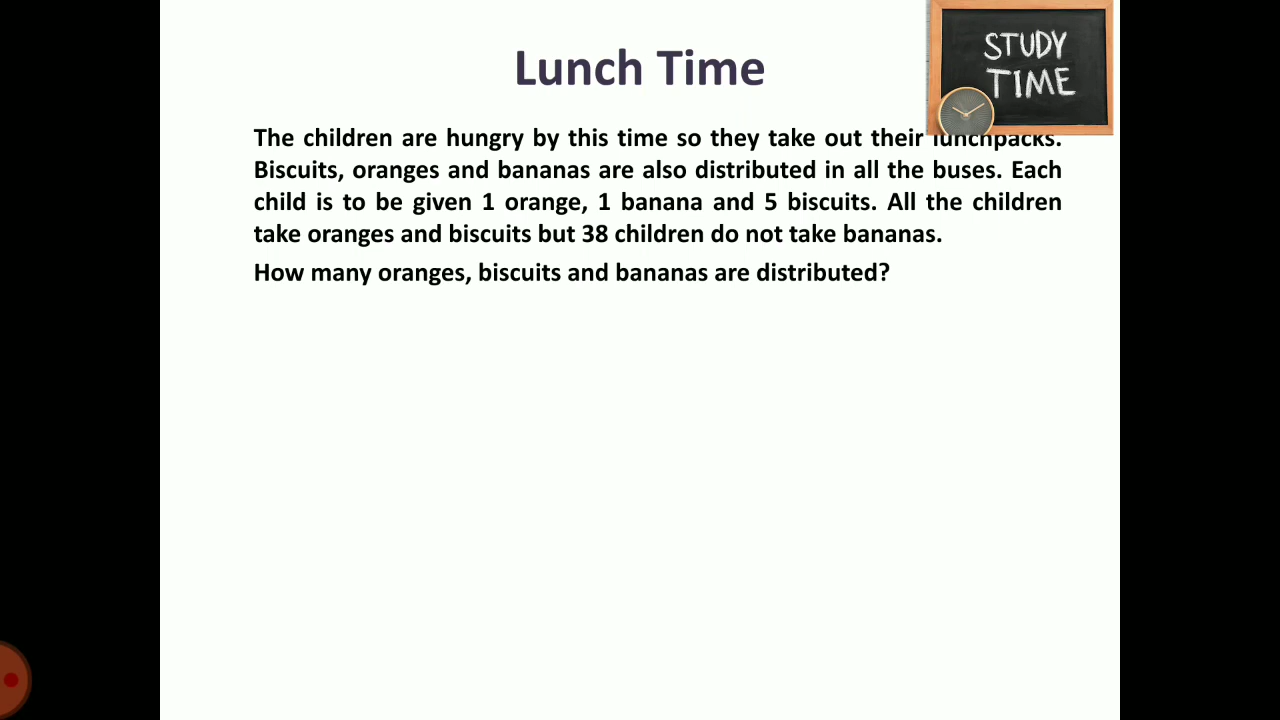 Lunch Time
STUDY
TIME
The children are hungry by this time so they take out their lunchpacks.
Biscuits, oranges and bananas are also distributed in all the buses. Each
child is to be given 1 orange, 1 banana and 5 biscuits. All the children
take oranges and biscuits but 38 children do not take bananas.
How many oranges, biscuits and bananas are distributed?